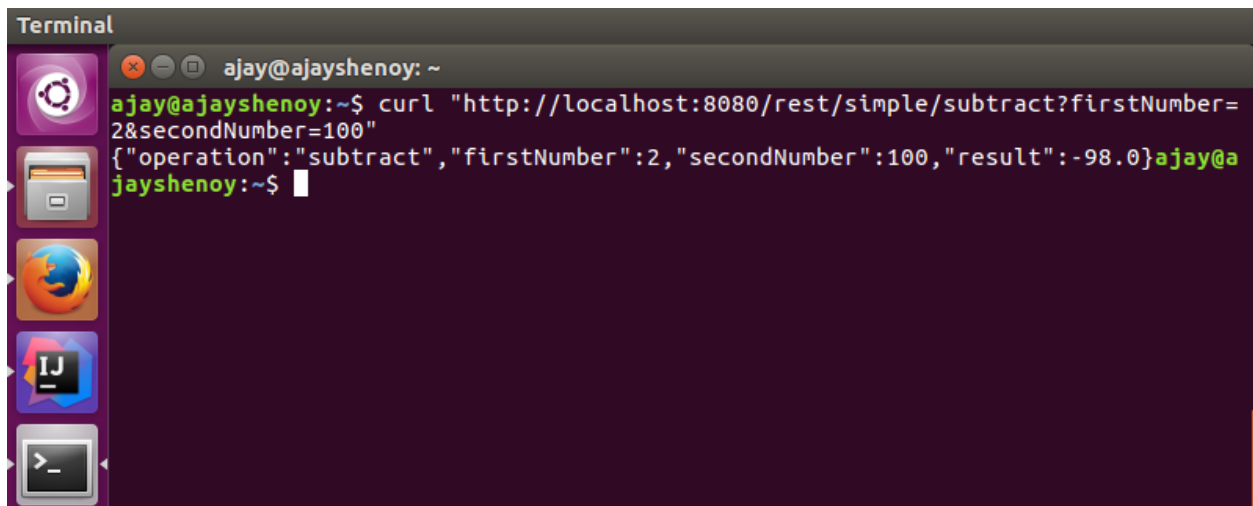 Terminal
ajay@ajayshenoy: ~
ajay@ajayshenoy:~$ curl "http://localhost:8080/rest/simple/subtract?firstNumber=
2&secondNumber=100"
{"operation":"subtract","firstNumber":2,"secondNumber":100,"result":-98.0}ajay@a
jayshenoy:~$
IJ
>_